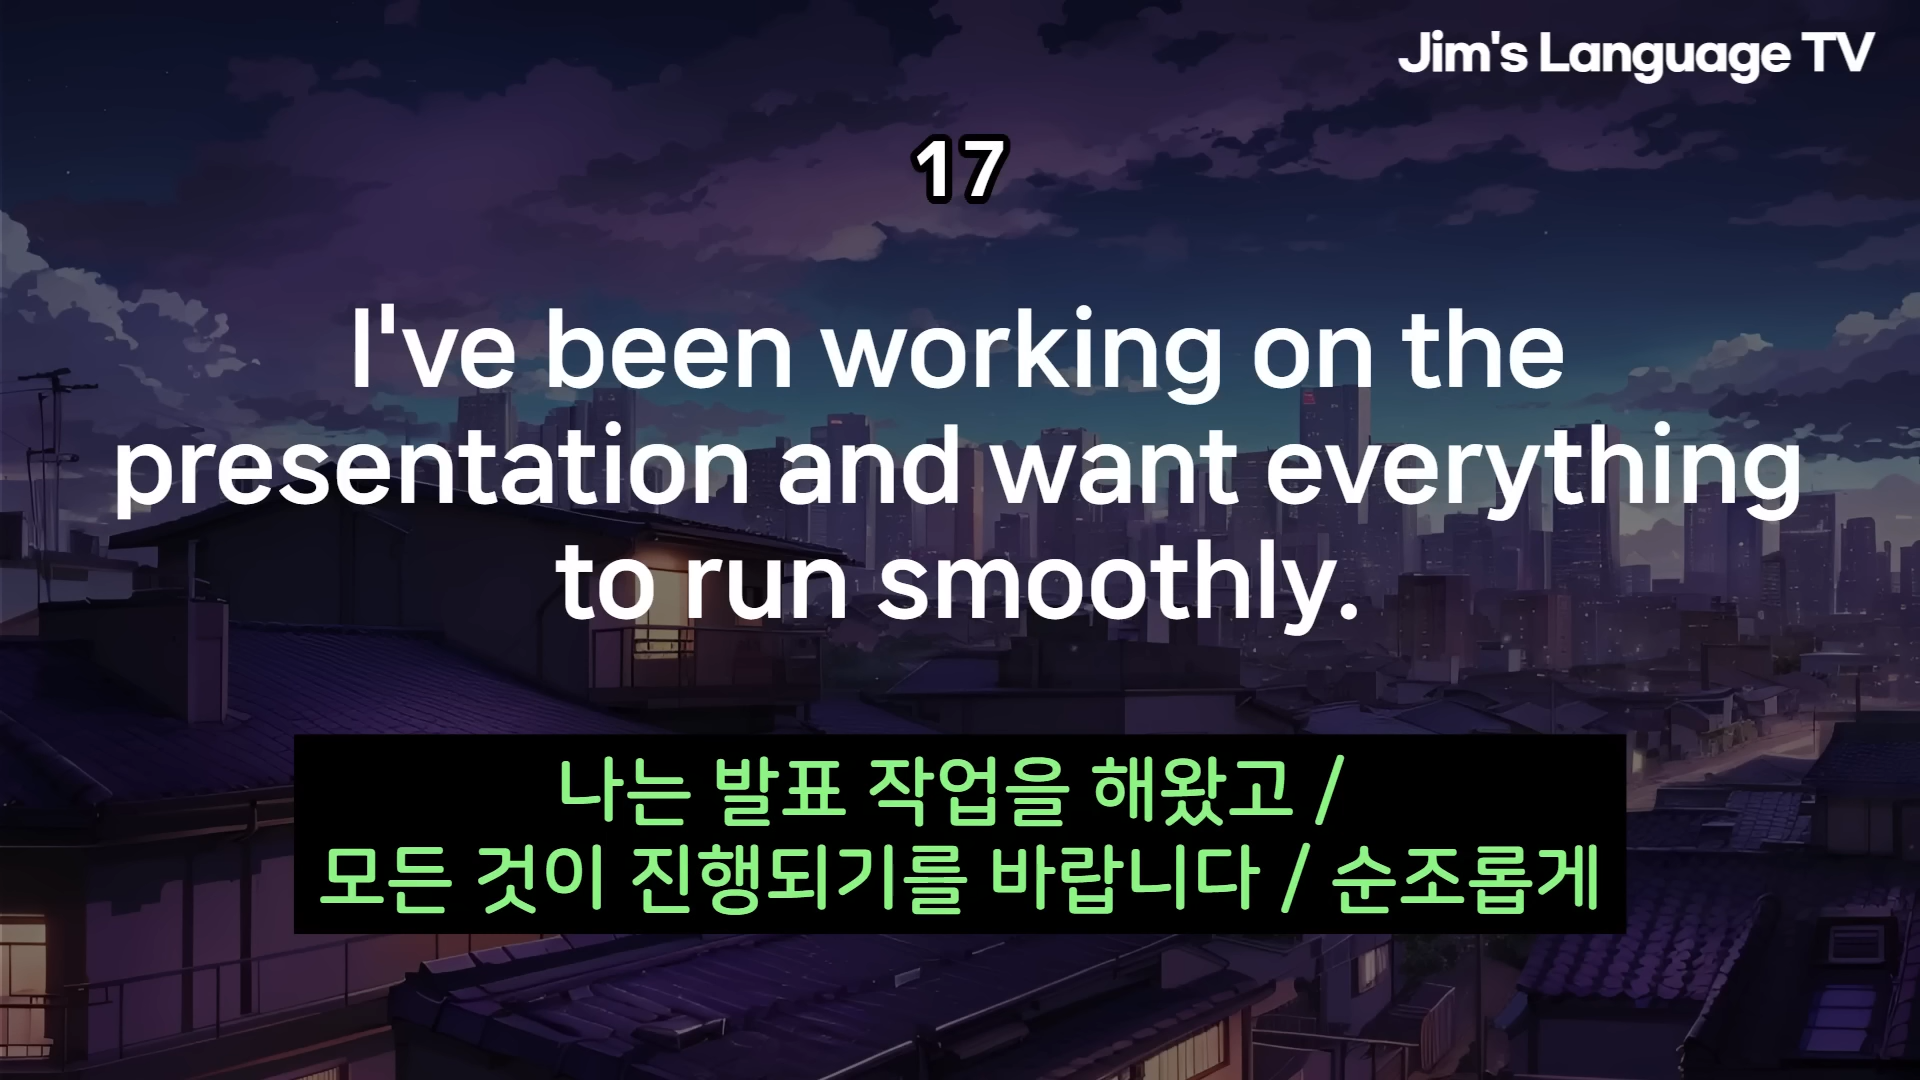 Jim's Language TV
17
I've been working on the
presentation and want everything
to run smoothly.
나는 발표 작업을 해왔고 /
모든 것이 진행되기를 바랍니다 / 순조롭게